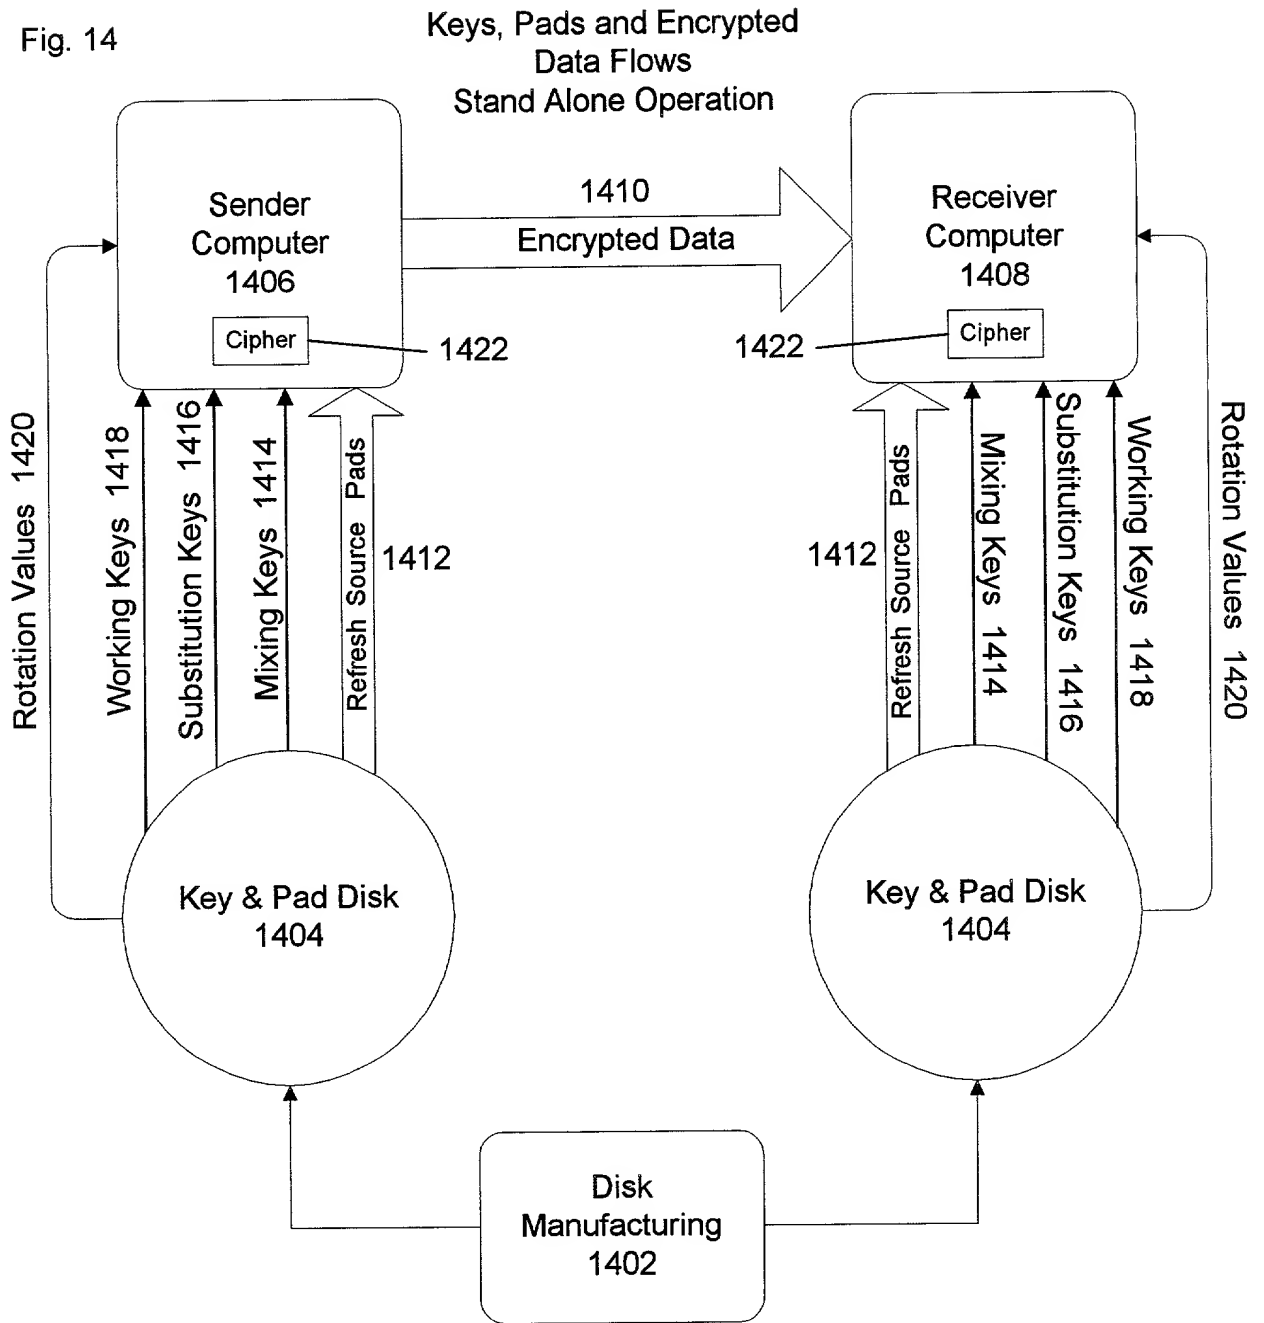 Fig. 14
Keys, Pads and Encrypted
Data Flows
Stand Alone Operation
Sender
Computer
1406
Cipher
1422
1410
Encrypted Data
Receiver
Computer
1408
Cipher
1422
Rotation Values 1420
Working Keys 1418
Substitution Keys 1416
Mixing Keys 1414
Refresh Source Pads
1412
1412
Refresh Source Pads
Mixing Keys 1414
Substitution Keys 1416
Working Keys 1418
Rotation Values 1420
Key & Pad Disk
1404
Key & Pad Disk
1404
Disk
Manufacturing
1402